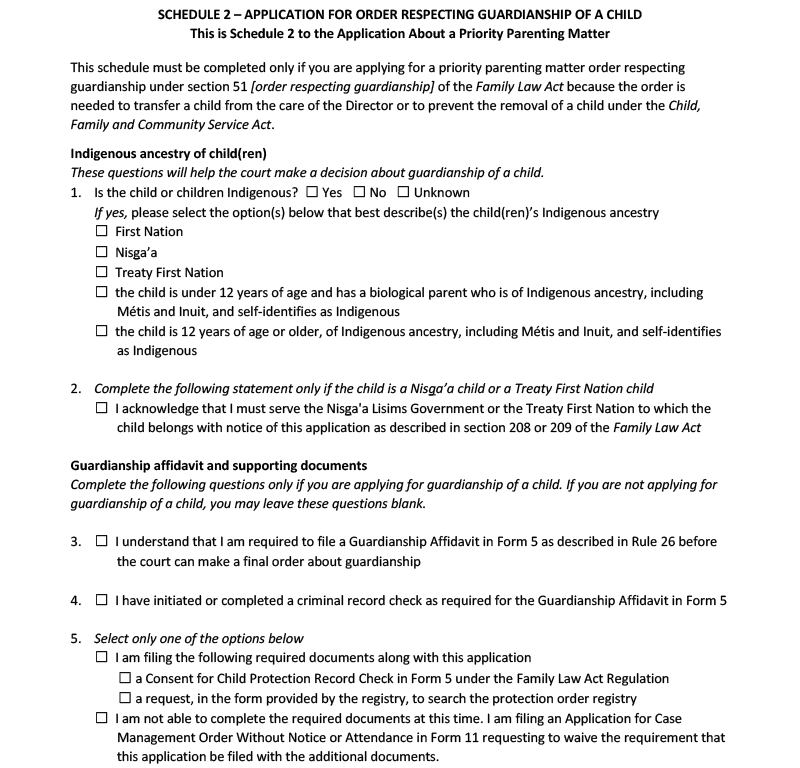 SCHEDULE 2 – APPLICATION FOR ORDER RESPECTING GUARDIANSHIP OF A CHILD
This is Schedule 2 to the Application About a Priority Parenting Matter
This schedule must be completed only if you are applying for a priority parenting matter order respecting
guardianship under section 51 [order respecting guardianship] of the Family Law Act because the order is
needed to transfer a child from the care of the Director or to prevent the removal of a child under the Child,
Family and Community Service Act.
Indigenous ancestry of child(ren)
These questions will help the court make a decision about guardianship of a child.
1. Is the child or children Indigenous? ☐ Yes ☐ No ☐ Unknown
If yes, please select the option(s) below that best describe(s) the child(ren)’s Indigenous ancestry
☐ First Nation
☐ Nisga’a
☐ Treaty First Nation
☐ the child is under 12 years of age and has a biological parent who is of Indigenous ancestry, including
Métis and Inuit, and self-identifies as Indigenous
☐ the child is 12 years of age or older, of Indigenous ancestry, including Métis and Inuit, and self-identifies
as Indigenous
2. Complete the following statement only if the child is a Nisg̲a’a child or a Treaty First Nation child
☐ I acknowledge that I must serve the Nisga'a Lisims Government or the Treaty First Nation to which the
child belongs with notice of this application as described in section 208 or 209 of the Family Law Act
Guardianship affidavit and supporting documents
Complete the following questions only if you are applying for guardianship of a child. If you are not applying for
guardianship of a child, you may leave these questions blank.
3. ☐ I understand that I am required to file a Guardianship Affidavit in Form 5 as described in Rule 26 before
the court can make a final order about guardianship
4. ☐ I have initiated or completed a criminal record check as required for the Guardianship Affidavit in Form 5
5. Select only one of the options below
☐ I am filing the following required documents along with this application
☐ a Consent for Child Protection Record Check in Form 5 under the Family Law Act Regulation
☐ a request, in the form provided by the registry, to search the protection order registry
☐ I am not able to complete the required documents at this time. I am filing an Application for Case
Management Order Without Notice or Attendance in Form 11 requesting to waive the requirement that
this application be filed with the additional documents.